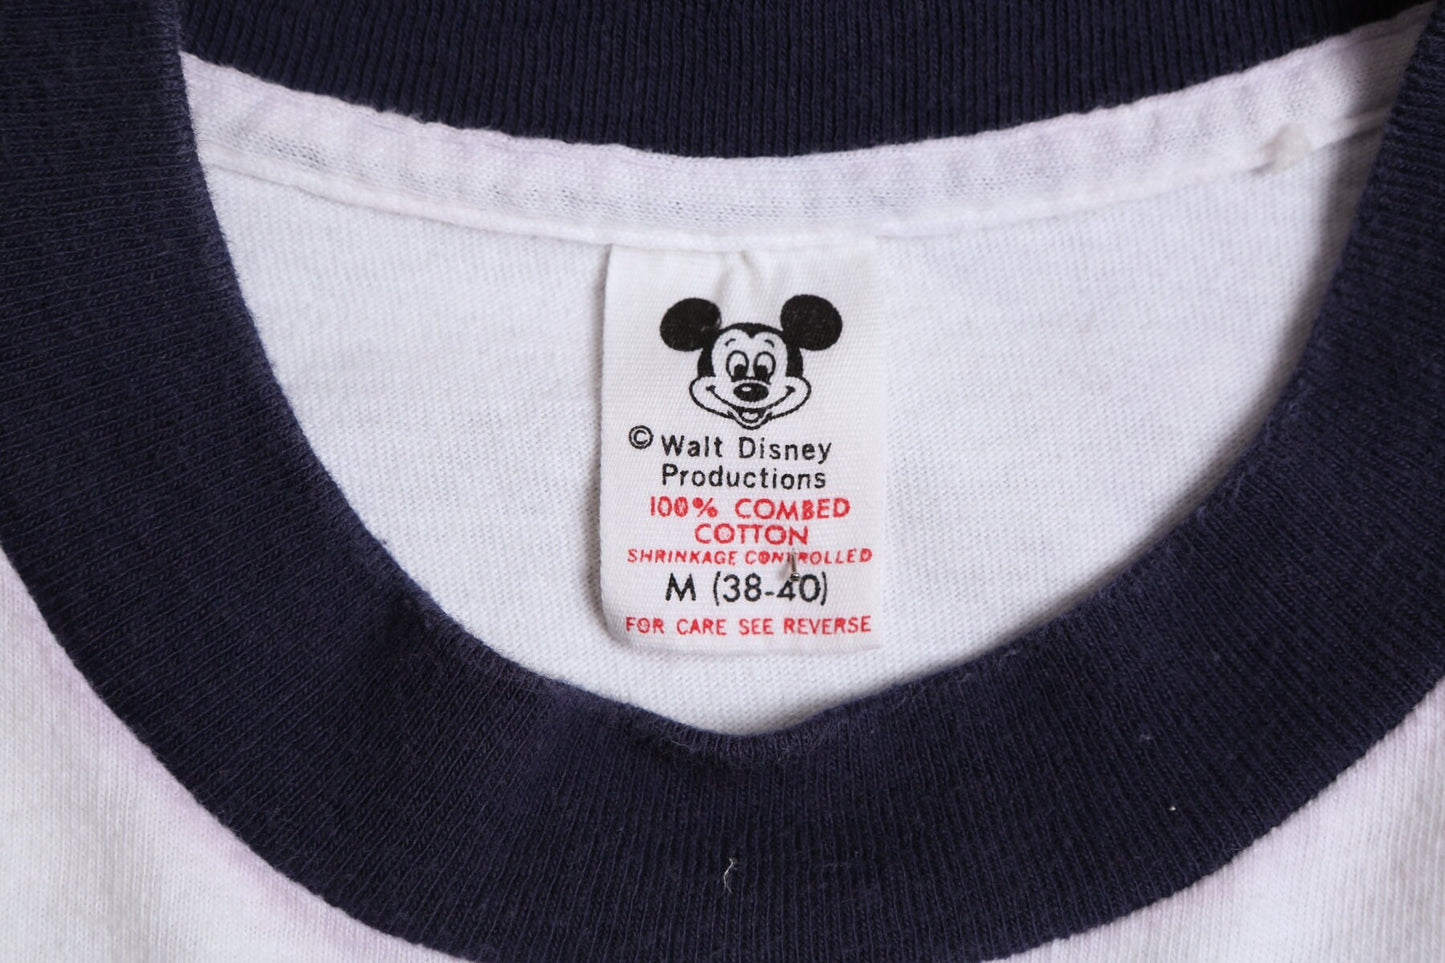 © Walt Disney
Productions
100% COMBED
COTTON
SHRINKAGE CONTROLLED
M (38-40)
FOR CARE SEE REVERSE